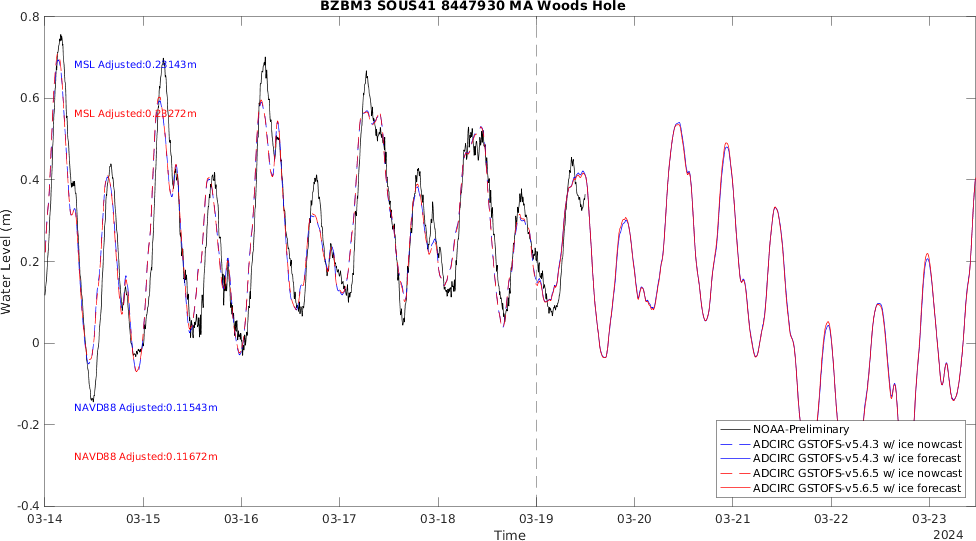 BZBM3 SOUS41 8447930 MA Woods Hole
0.8
0.6
0.4
0.2
0
-0.2
-0.4
Water Level (m)
MSL Adjusted:0.23143m
MSL Adjusted:0.23272m
NAVD88 Adjusted:0.11543m
NAVD88 Adjusted:0.11672m
NOAA-Preliminary
ADCIRC GSTOFS-v5.4.3 w/ ice nowcast
ADCIRC GSTOFS-v5.4.3 w/ ice forecast
ADCIRC GSTOFS-v5.6.5 w/ ice nowcast
ADCIRC GSTOFS-v5.6.5 w/ ice forecast
03-14 03-15 03-16 03-17 03-18 03-19 03-20 03-21 03-22 03-23
Time
2024